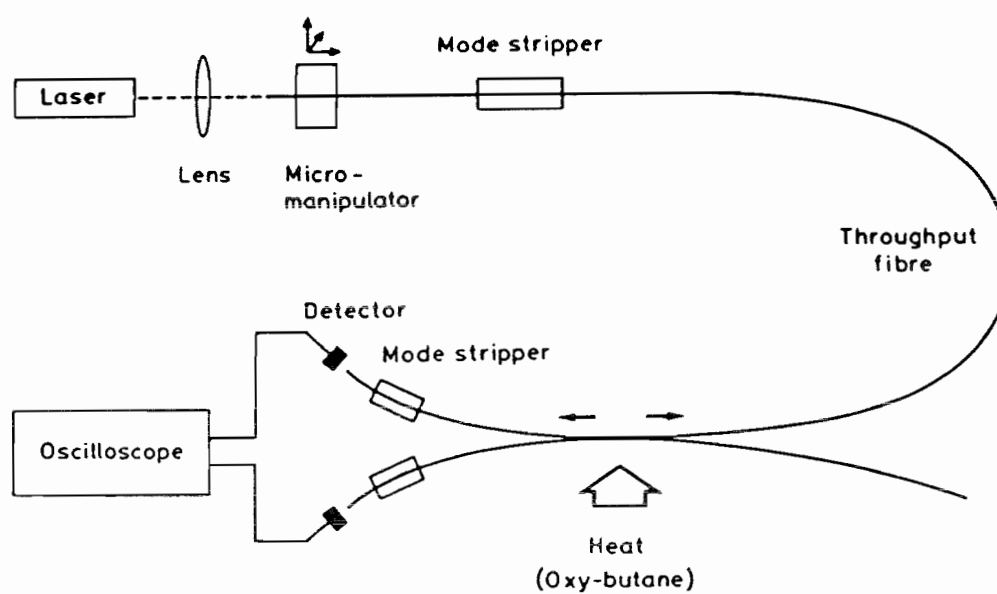 Mode stripper
Laser
Lens
Micro-
manipulator
Throughput
fibre
Detector
Mode stripper
Oscilloscope
Heat
(Oxy-butane)